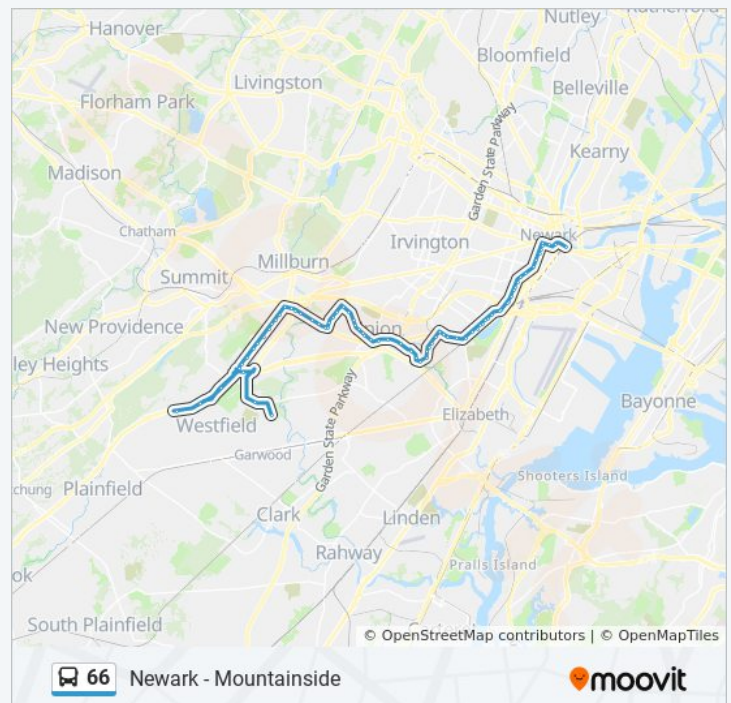 Hanover
Nutley
Rutherford
Bloomfield
Livingston
Belleville
Florham Park
Garden State Parkway
Kearny
Madison
Chatham
Irvington
Newark
Millburn
Summit
New Providence
nion
ley Heights
Bayonne
Elizabeth
Westfield
Garden State Parkway
Garwood
Shooters Island
chung
Plainfield
Clark
Linden
Rahway
Pralls Island
ok
South Plainfield
© OpenStreetMap contributors | © OpenMapTiles
66 Newark - Mountainside
moovit